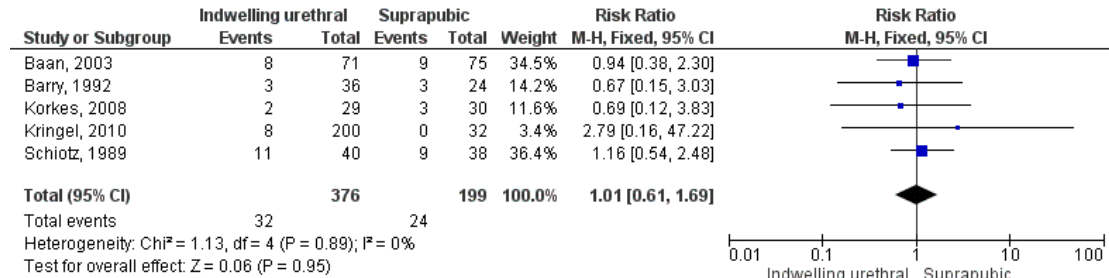 Indwelling urethral Suprapubic Risk Ratio Risk Ratio
Study or Subgroup Events Total Events Total Weight M-H, Fixed, 95% CI M-H, Fixed, 95% CI
Baan, 2003 8 71 9 75 34.5% 0.94 [0.38, 2.30]
Barry, 1992 3 36 3 24 14.2% 0.67 [0.15, 3.03]
Korkes, 2008 2 29 3 30 11.6% 0.69 [0.12, 3.83]
Kringel, 2010 8 200 0 32 3.4% 2.79 [0.16, 47.22]
Schiotz, 1989 11 40 9 38 36.4% 1.16 [0.54, 2.48]
Total (95% CI) 376 199 100.0% 1.01 [0.61, 1.69]
Total events 32 24
Heterogeneity: Chi² = 1.13, df = 4 (P = 0.89); I² = 0%
Test for overall effect: Z = 0.06 (P = 0.95)
0.01 0.1 1 10 100
Indwelling urethral Suprapubic